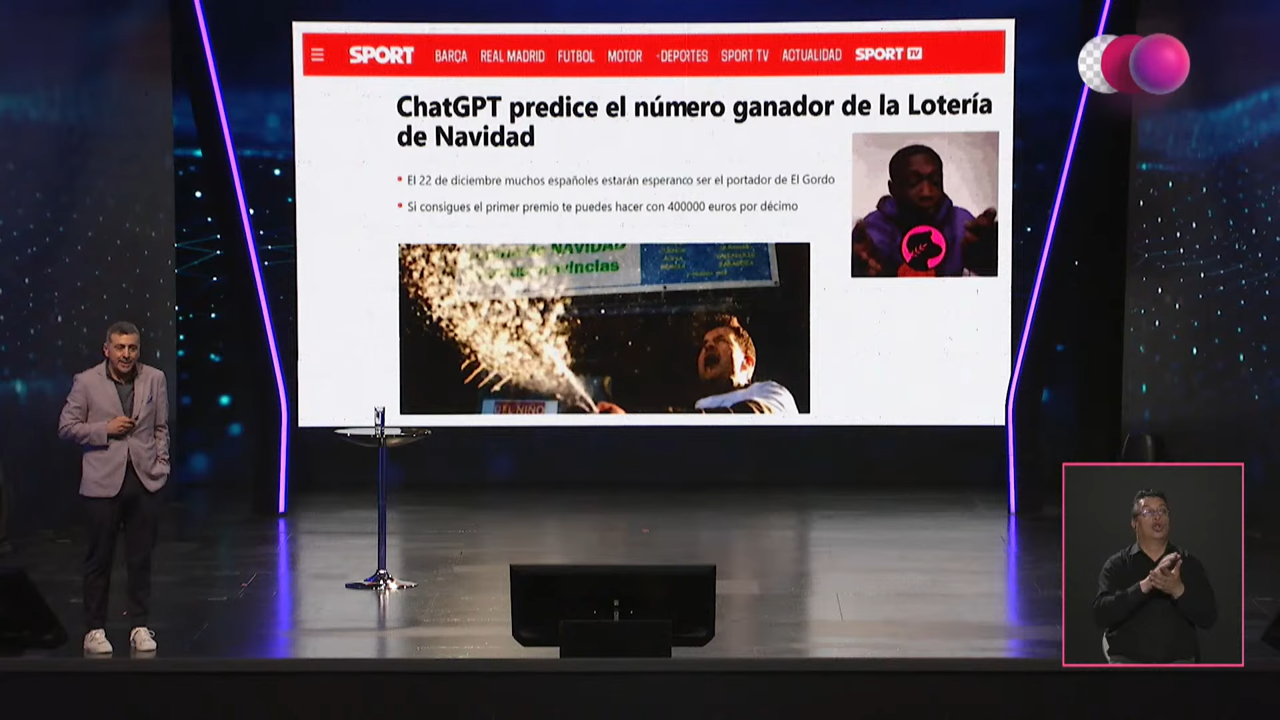 SPORT BARÇA REAL MADRID FÚTBOL MOTOR +DEPORTES SPORT TV ACTUALIDAD SPORT TV
ChatGPT predice el número ganador de la Lotería
de Navidad
El 22 de diciembre muchos españoles estarán esperanco ser el portador de El Gordo
Si consigues el primer premio te puedes hacer con 400000 euros por décimo
de NAVIDAD
EL NIÑO